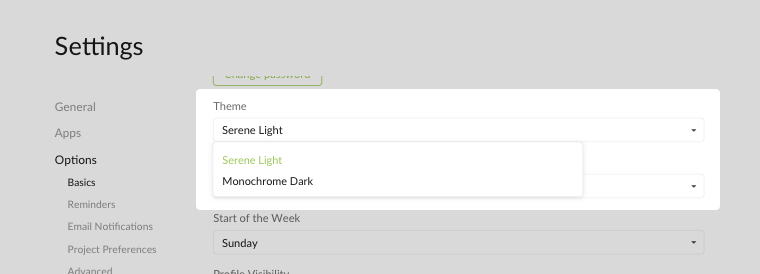 Settings
Change password
General
Apps
Options
Basics
Reminders
Email Notifications
Project Preferences
Advanced
Theme
Serene Light
Serene Light
Monochrome Dark
Start of the Week
Sunday
Profile Visibility